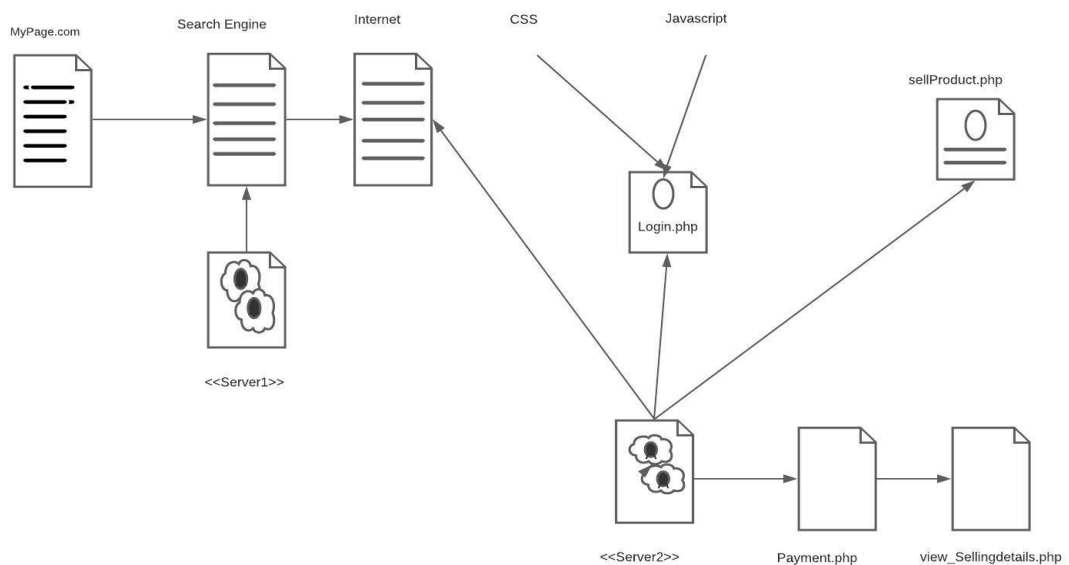 MyPage.com
Search Engine
Internet
CSS
Javascript
sellProduct.php
Login.php
<<Server1>>
<<Server2>>
Payment.php
view_Sellingdetails.php